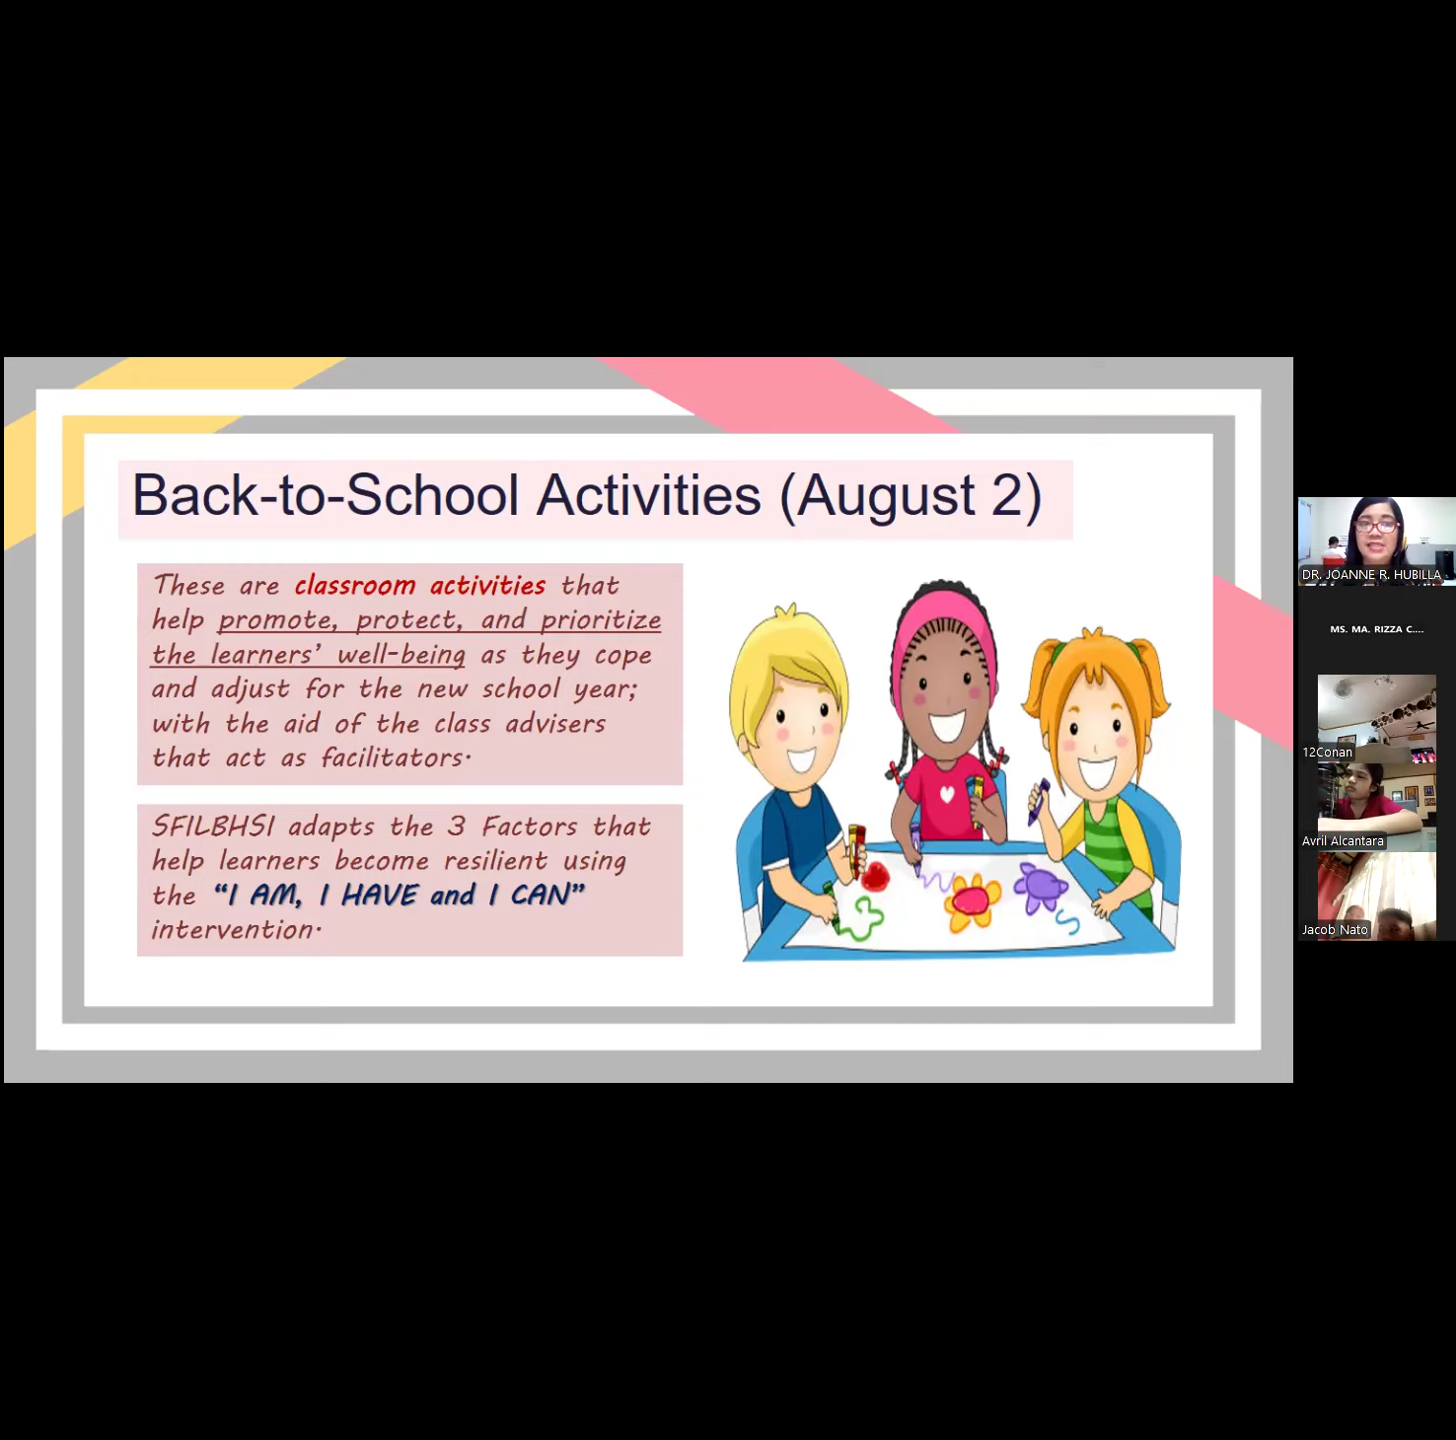 Back-to-School Activities (August 2)
These are classroom activities that
help promote, protect, and prioritize
the learners' well-being as they cope
and adjust for the new school year;
with the aid of the class advisers
that act as facilitators.
SFILBHSI adapts the 3 Factors that
help learners become resilient using
the "I AM, I HAVE and I CAN"
intervention.
DR. JOANNE R. HUBILLA
MS. MA. RIZZA C....
12Conan
Avril Alcantara
Jacob Nato